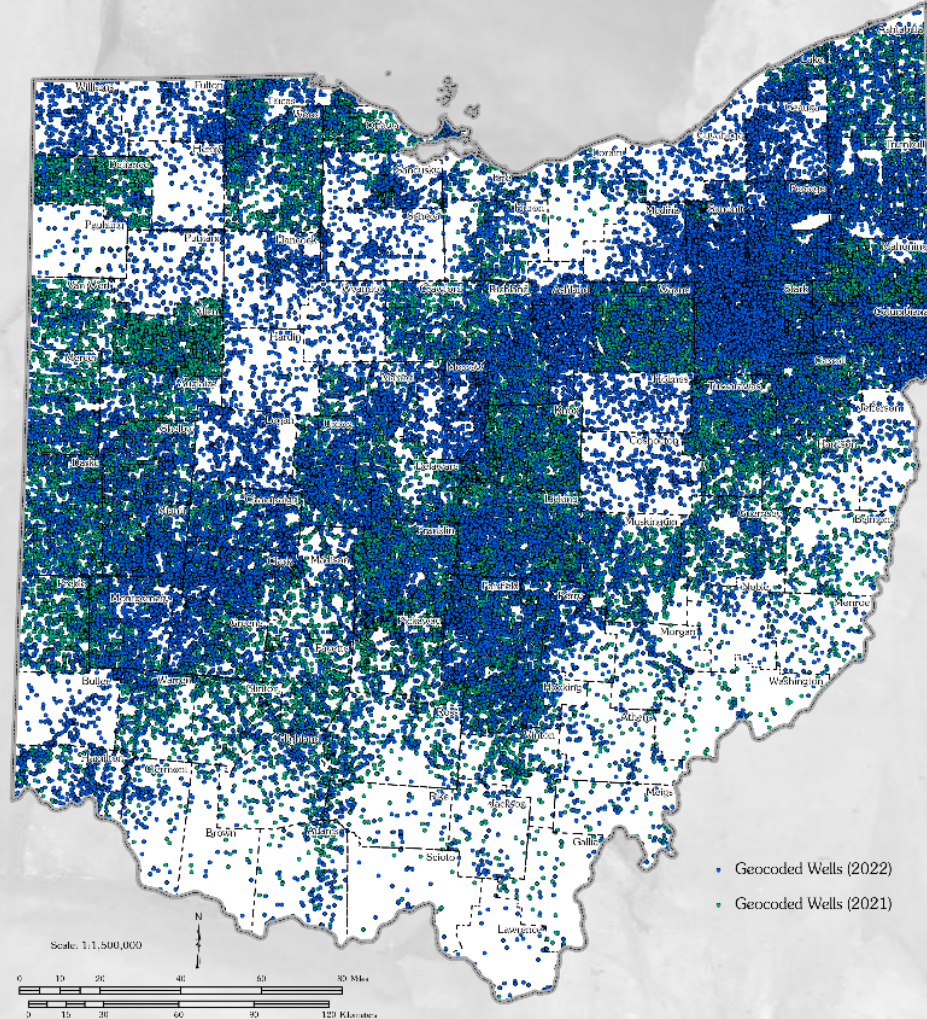 Ashtabula
Lake
Williams
Fulton
Lucas
Geauga
Wood
Ottawa
Cuyahoga
Trumbull
Henry
Lorain
Defiance
Sandusky
Erie
Portage
Huron
Medina
Summit
Seneca
Paulding
Putnam
Hancock
Mahoning
Van Wert
Wyandot
Crawford
Richland
Ashland
Wayne
Stark
Allen
Columbiana
Hardin
Mercer
Carroll
Morrow
Marion
Holmes
Auglaize
Tuscarawas
Knox
Jefferson
Logan
Union
Shelby
Coshocton
Harrison
Darke
Delaware
Champaign
Licking
Miami
Guernsey
Belmont
Muskingum
Franklin
Clark
Madison
Preble
Fairfield
Noble
Montgomery
Perry
Monroe
Greene
Pickaway
Morgan
Fayette
Butler
Warren
Washington
Clinton
Hocking
Ross
Athens
Highland
Vinton
Hamilton
Clermont
Meigs
Pike
Jackson
Brown
Adams
Gallia
Scioto
Geocoded Wells (2022)
Geocoded Wells (2021)
Lawrence
N
Scale: 1:1,500,000
0 10 20 40 60 80 Miles
0 15 30 60 90 120 Kilometers